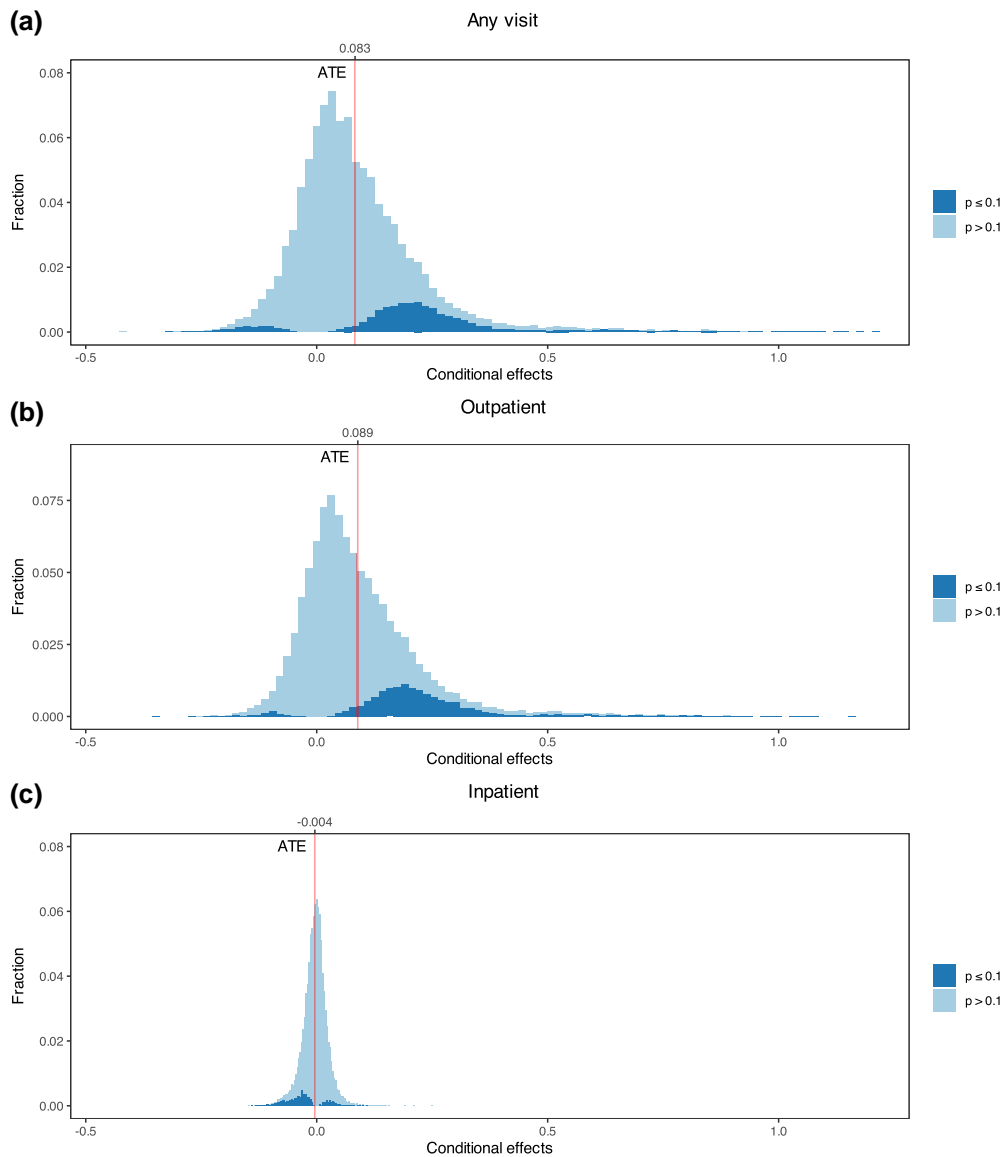 (a)
Any visit
0.083
ATE
0.08
0.06
0.04
0.02
0.00
Fraction
-0.5
0.0
0.5
1.0
Conditional effects
p ≤ 0.1
p > 0.1
(b)
Outpatient
0.089
ATE
0.075
0.050
0.025
0.000
Fraction
-0.5
0.0
0.5
1.0
Conditional effects
p ≤ 0.1
p > 0.1
(c)
Inpatient
-0.004
ATE
0.08
0.06
0.04
0.02
0.00
Fraction
-0.5
0.0
0.5
1.0
Conditional effects
p ≤ 0.1
p > 0.1